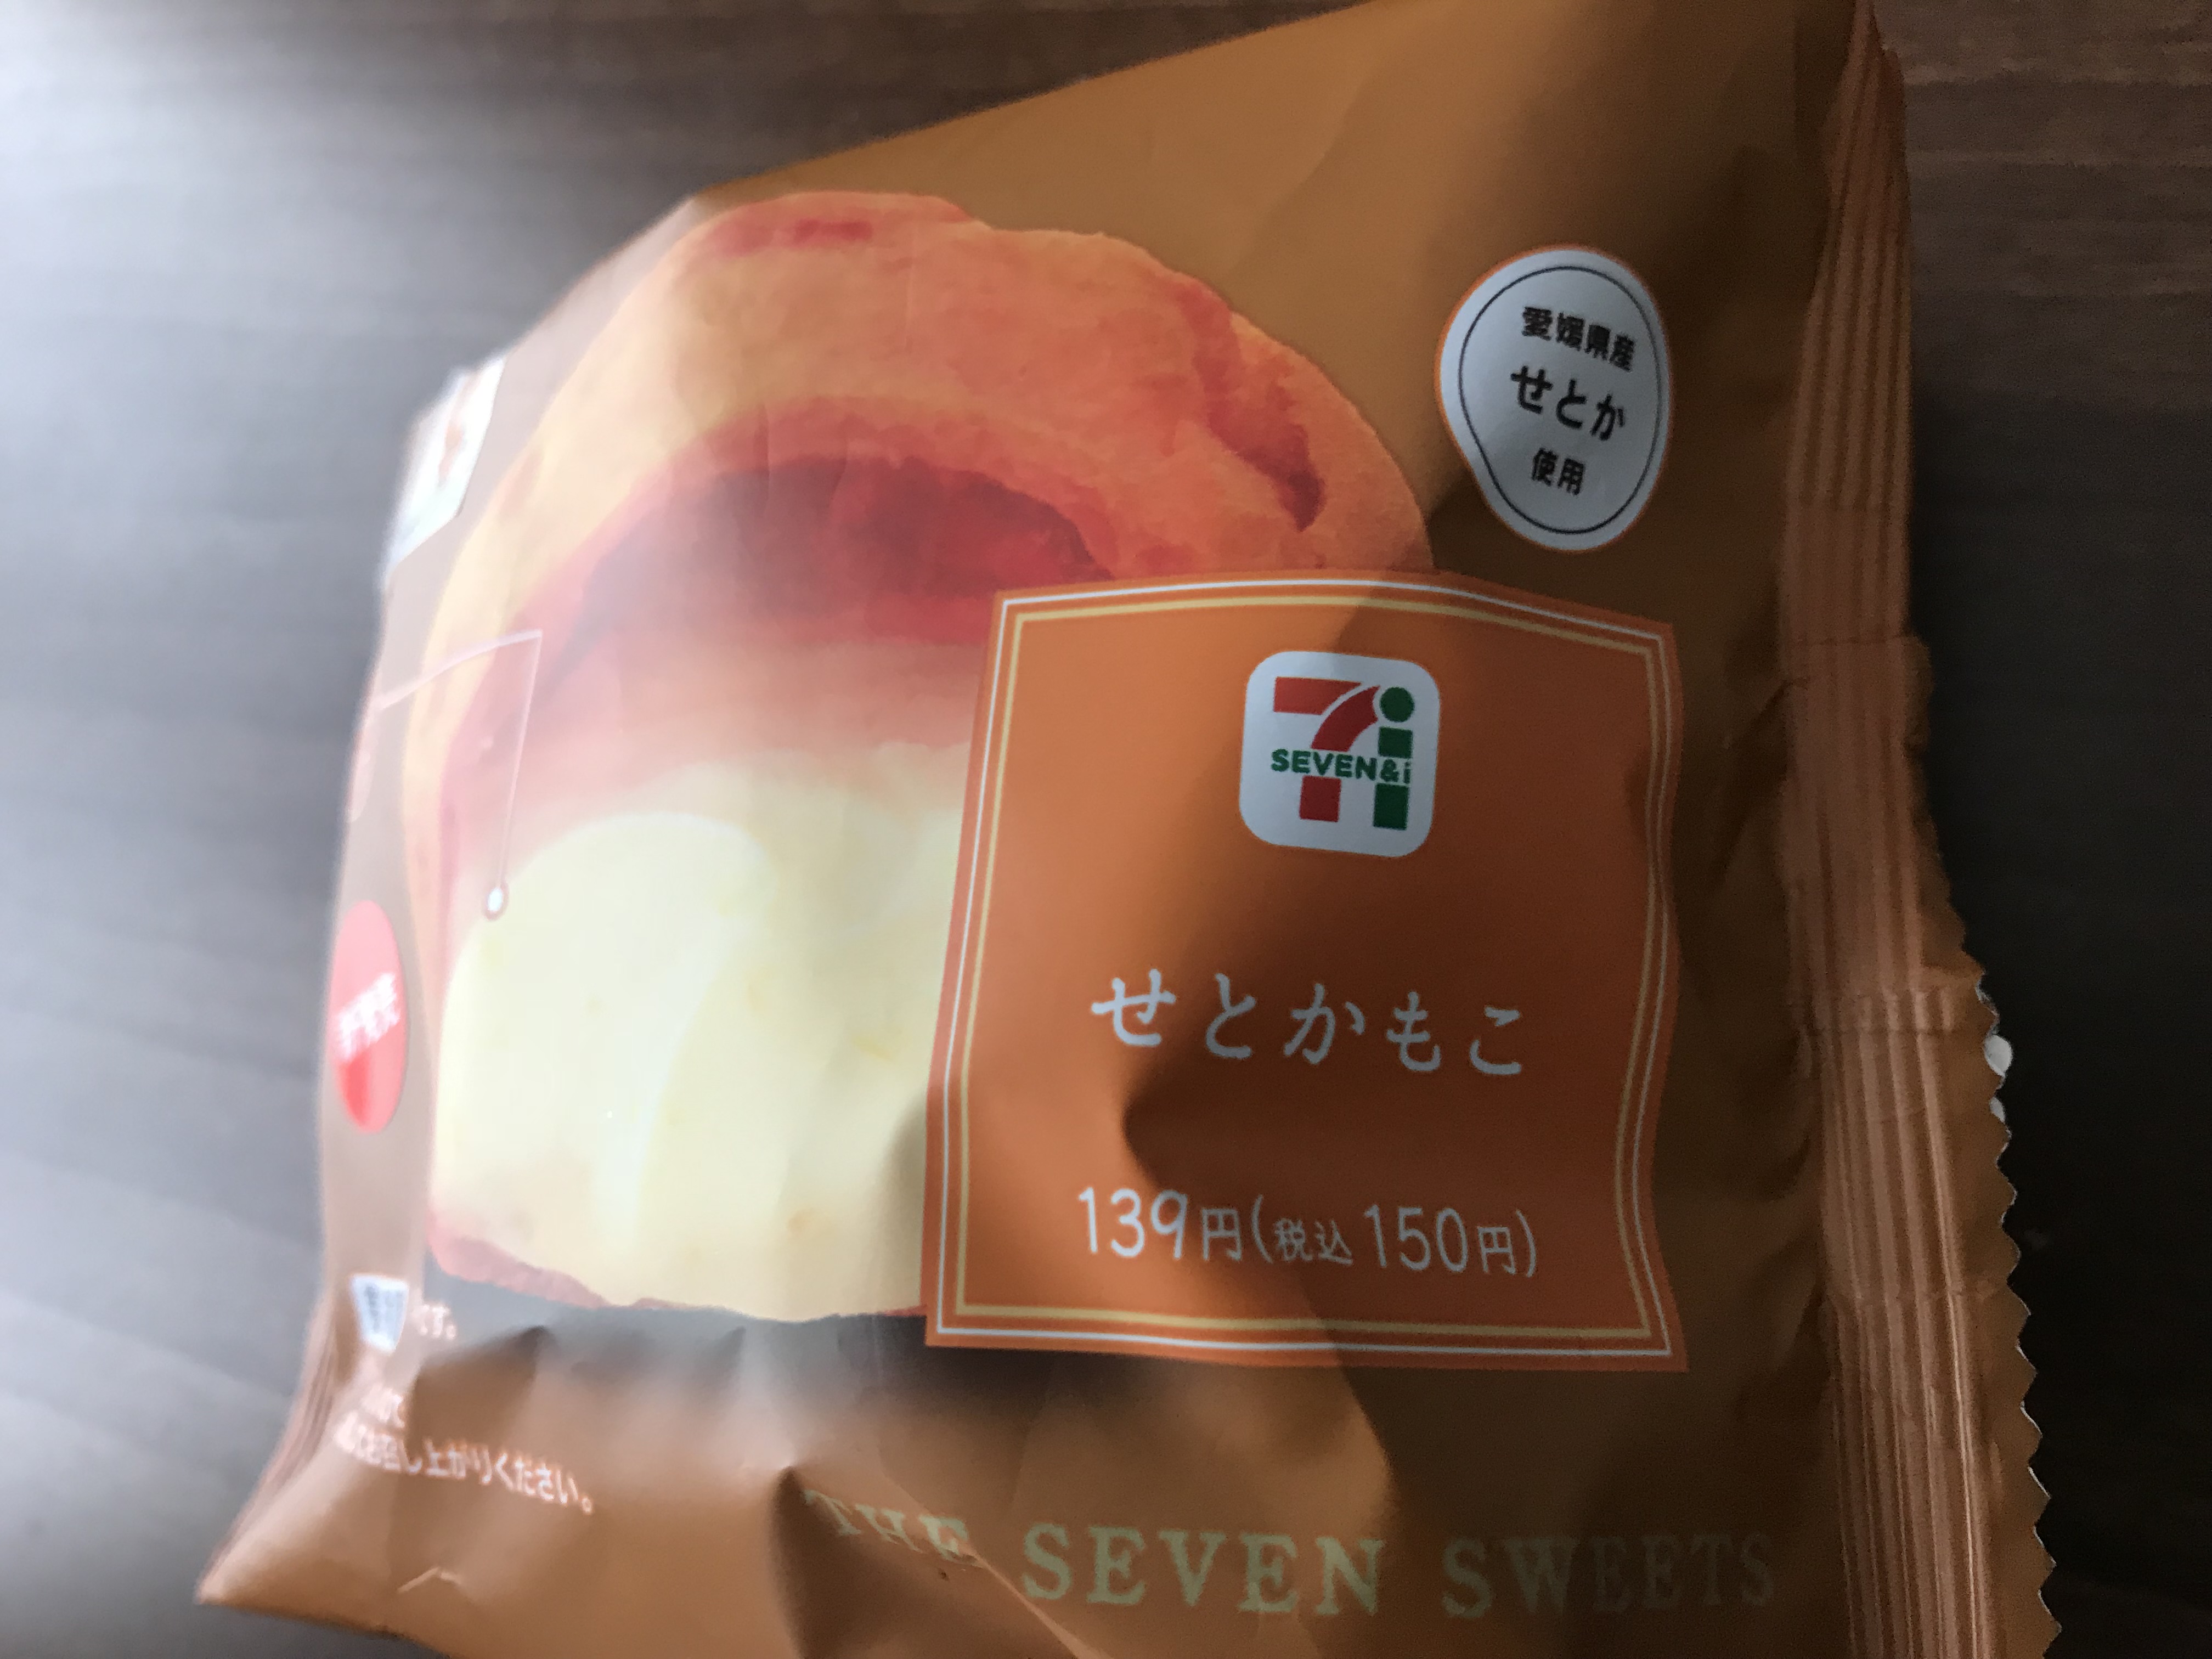 愛媛県産
せとか
使用
SEVEN&i
せとかもこ
139円(税込150円)
です。
お召し上がりください。
THE SEVEN SWEETS